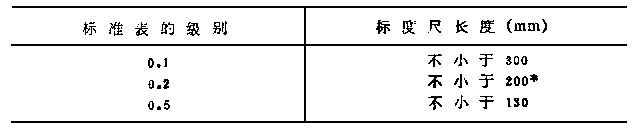 标准表的级别 标度尺长度(mm)
0.1 不小于 300
0.2 不小于 200*
0.5 不小于 130